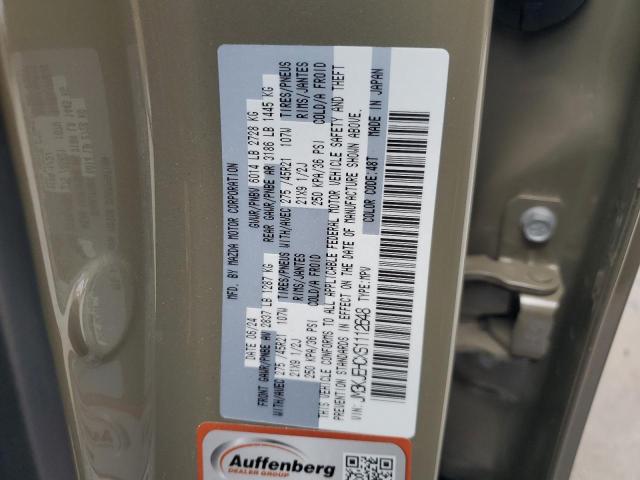 MFD. BY MAZDA MOTOR CORPORATION
DATE 06/24 GVWR/PNBV 6014 LB 2728 KG
FRONT GAWR/PNBE AV 2837 LB 1287 KG REAR GAWR/PNBE AR 3186 LB 1445 KG
WITH/AVEC 275 /45R21 107W TIRES/PNEUS WITH/AVEC 275 /45R21 107W TIRES/PNEUS
21X9 1/2J RIMS/JANTES 21X9 1/2J RIMS/JANTES
250 KPA/36 PSI COLD/A FROID 250 KPA/36 PSI COLD/A FROID
THIS VEHICLE CONFORMS TO ALL APPLICABLE FEDERAL MOTOR VEHICLE SAFETY AND THEFT
PREVENTION STANDARDS IN EFFECT ON THE DATE OF MANUFACTURE SHOWN ABOVE.
COLOR CODE:48T MADE IN JAPAN
VIN: TYPE:MPV
Auffenberg
DEALER GROUP